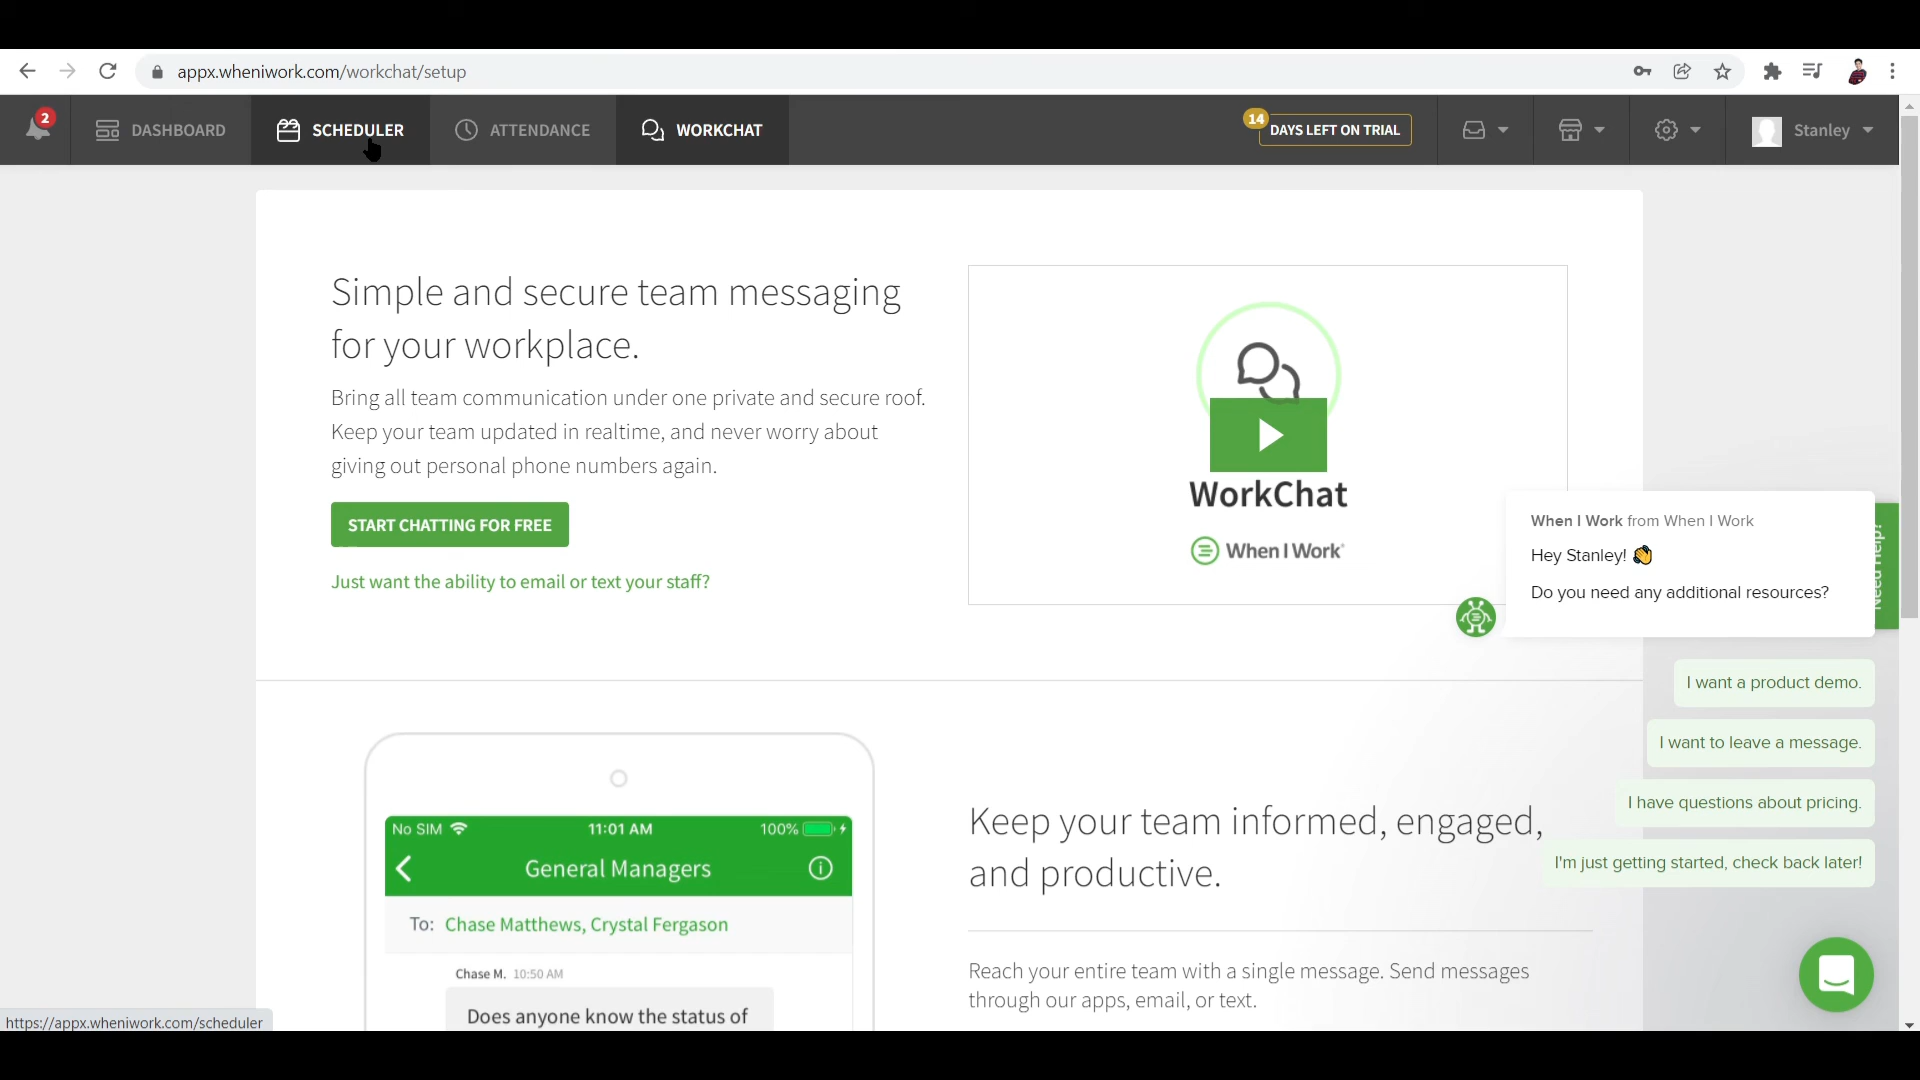 appx.wheniwork.com/workchat/setup
2
DASHBOARD
SCHEDULER
ATTENDANCE
WORKCHAT
14
DAYS LEFT ON TRIAL
Stanley
Simple and secure team messaging
for your workplace.
Bring all team communication under one private and secure roof.
Keep your team updated in realtime, and never worry about
giving out personal phone numbers again.
START CHATTING FOR FREE
Just want the ability to email or text your staff?
WorkChat
When I Work
Need Help?
When I Work from When I Work
Hey Stanley! 👋
Do you need any additional resources?
I want a product demo.
I want to leave a message.
I have questions about pricing.
I'm just getting started, check back later!
No SIM
11:01 AM
100%
General Managers
To: Chase Matthews, Crystal Fergason
Chase M. 10:50 AM
Does anyone know the status of
Keep your team informed, engaged,
and productive.
Reach your entire team with a single message. Send messages
through our apps, email, or text.
https://appx.wheniwork.com/scheduler